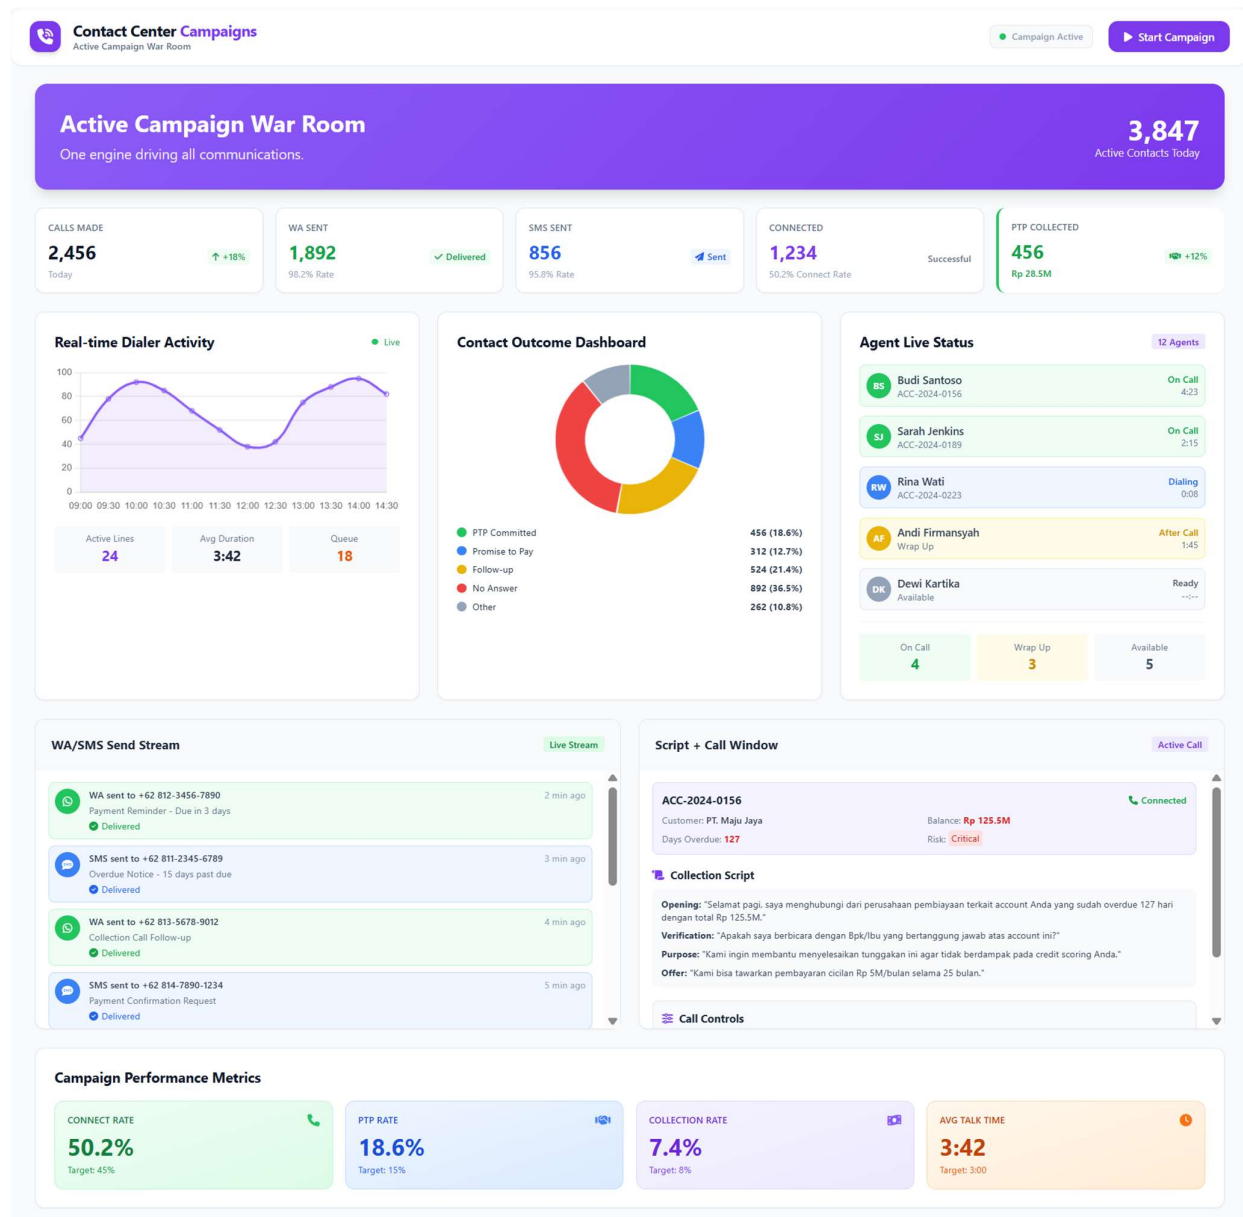 Contact Center Campaigns
Active Campaign War Room
Campaign Active
Start Campaign
Active Campaign War Room
One engine driving all communications.
3,847
Active Contacts Today
CALLS MADE
2,456
Today
+18%
WA SENT
1,892
98.2% Rate
Delivered
SMS SENT
856
95.8% Rate
Sent
CONNECTED
1,234
50.2% Connect Rate
Successful
PTP COLLECTED
456
Rp 28.5M
+12%
Real-time Dialer Activity
Live
100
80
60
40
20
0
09:00 09:30 10:00 10:30 11:00 11:30 12:00 12:30 13:00 13:30 14:00 14:30
Active Lines
24
Avg Duration
3:42
Queue
18
Contact Outcome Dashboard
PTP Committed 456 (18.6%)
Promise to Pay 312 (12.7%)
Follow-up 524 (21.4%)
No Answer 892 (36.5%)
Other 262 (10.8%)
Agent Live Status
12 Agents
BS
Budi Santoso
ACC-2024-0156
On Call
4:23
SJ
Sarah Jenkins
ACC-2024-0189
On Call
2:15
RW
Rina Wati
ACC-2024-0223
Dialing
0:08
AF
Andi Firmansyah
Wrap Up
After Call
1:45
DK
Dewi Kartika
Available
Ready
--:--
On Call
4
Wrap Up
3
Available
5
WA/SMS Send Stream
Live Stream
WA sent to +62 812-3456-7890
2 min ago
Payment Reminder - Due in 3 days
Delivered
SMS sent to +62 811-2345-6789
3 min ago
Overdue Notice - 15 days past due
Delivered
WA sent to +62 813-5678-9012
4 min ago
Collection Call Follow-up
Delivered
SMS sent to +62 814-7890-1234
5 min ago
Payment Confirmation Request
Delivered
Script + Call Window
Active Call
ACC-2024-0156
Connected
Customer: PT. Maju Jaya
Balance: Rp 125.5M
Days Overdue: 127
Risk: Critical
Collection Script
Opening: "Selamat pagi, saya menghubungi dari perusahaan pembiayaan terkait account Anda yang sudah overdue 127 hari
dengan total Rp 125.5M."
Verification: "Apakah saya berbicara dengan Bpk/Ibu yang bertanggung jawab atas account ini?"
Purpose: "Kami ingin membantu menyelesaikan tunggakan ini agar tidak berdampak pada credit scoring Anda."
Offer: "Kami bisa tawarkan pembayaran cicilan Rp 5M/bulan selama 25 bulan."
Call Controls
Campaign Performance Metrics
CONNECT RATE
50.2%
Target: 45%
PTP RATE
18.6%
Target: 15%
COLLECTION RATE
7.4%
Target: 8%
AVG TALK TIME
3:42
Target: 3:00